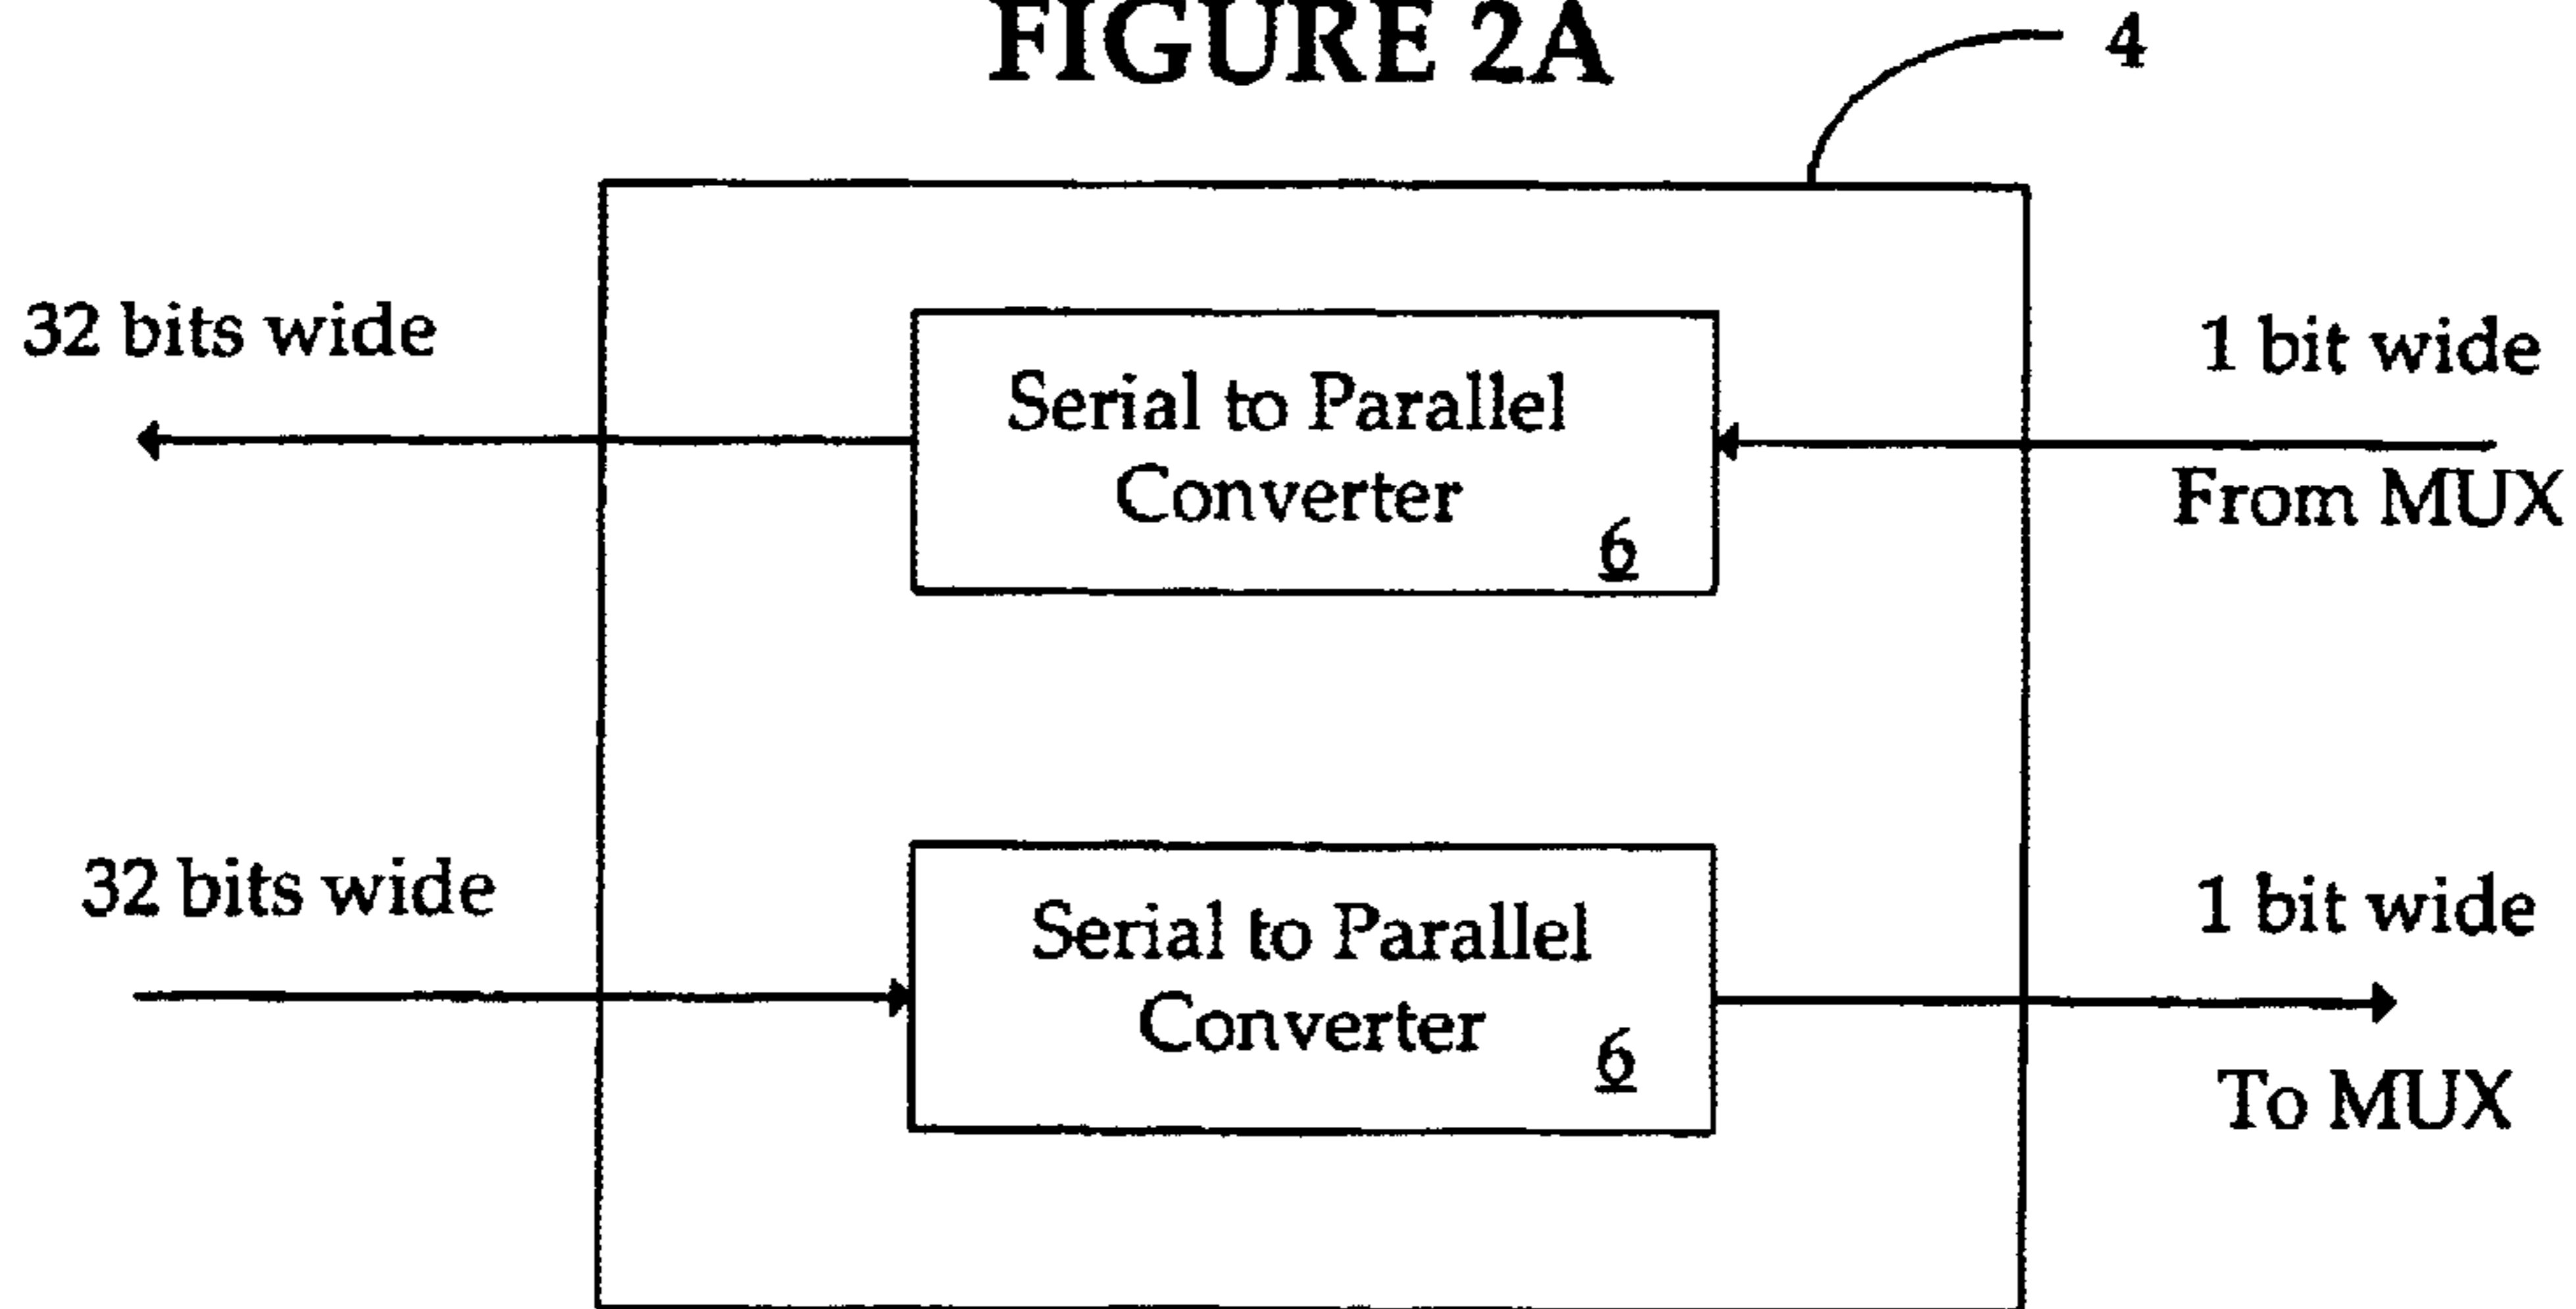 FIGURE 2A
4
32 bits wide
Serial to Parallel
Converter
6
1 bit wide
From MUX
32 bits wide
Serial to Parallel
Converter
6
1 bit wide
To MUX